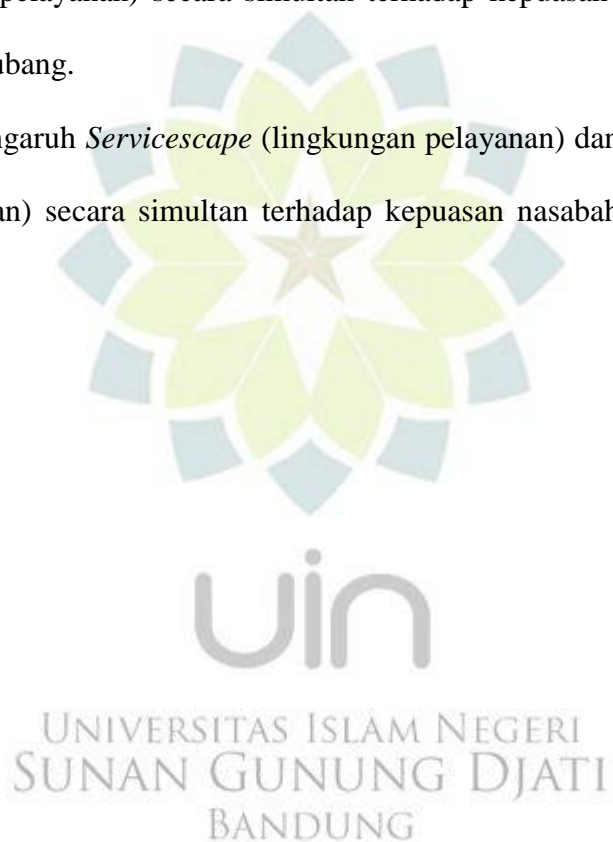 pelayanan) secara simultan terhadap kepuasan
ubang.
ngaruh Servicescape (lingkungan pelayanan) dan
an) secara simultan terhadap kepuasan nasabah
uin
UNIVERSITAS ISLAM NEGERI
SUNAN GUNUNG DJATI
BANDUNG